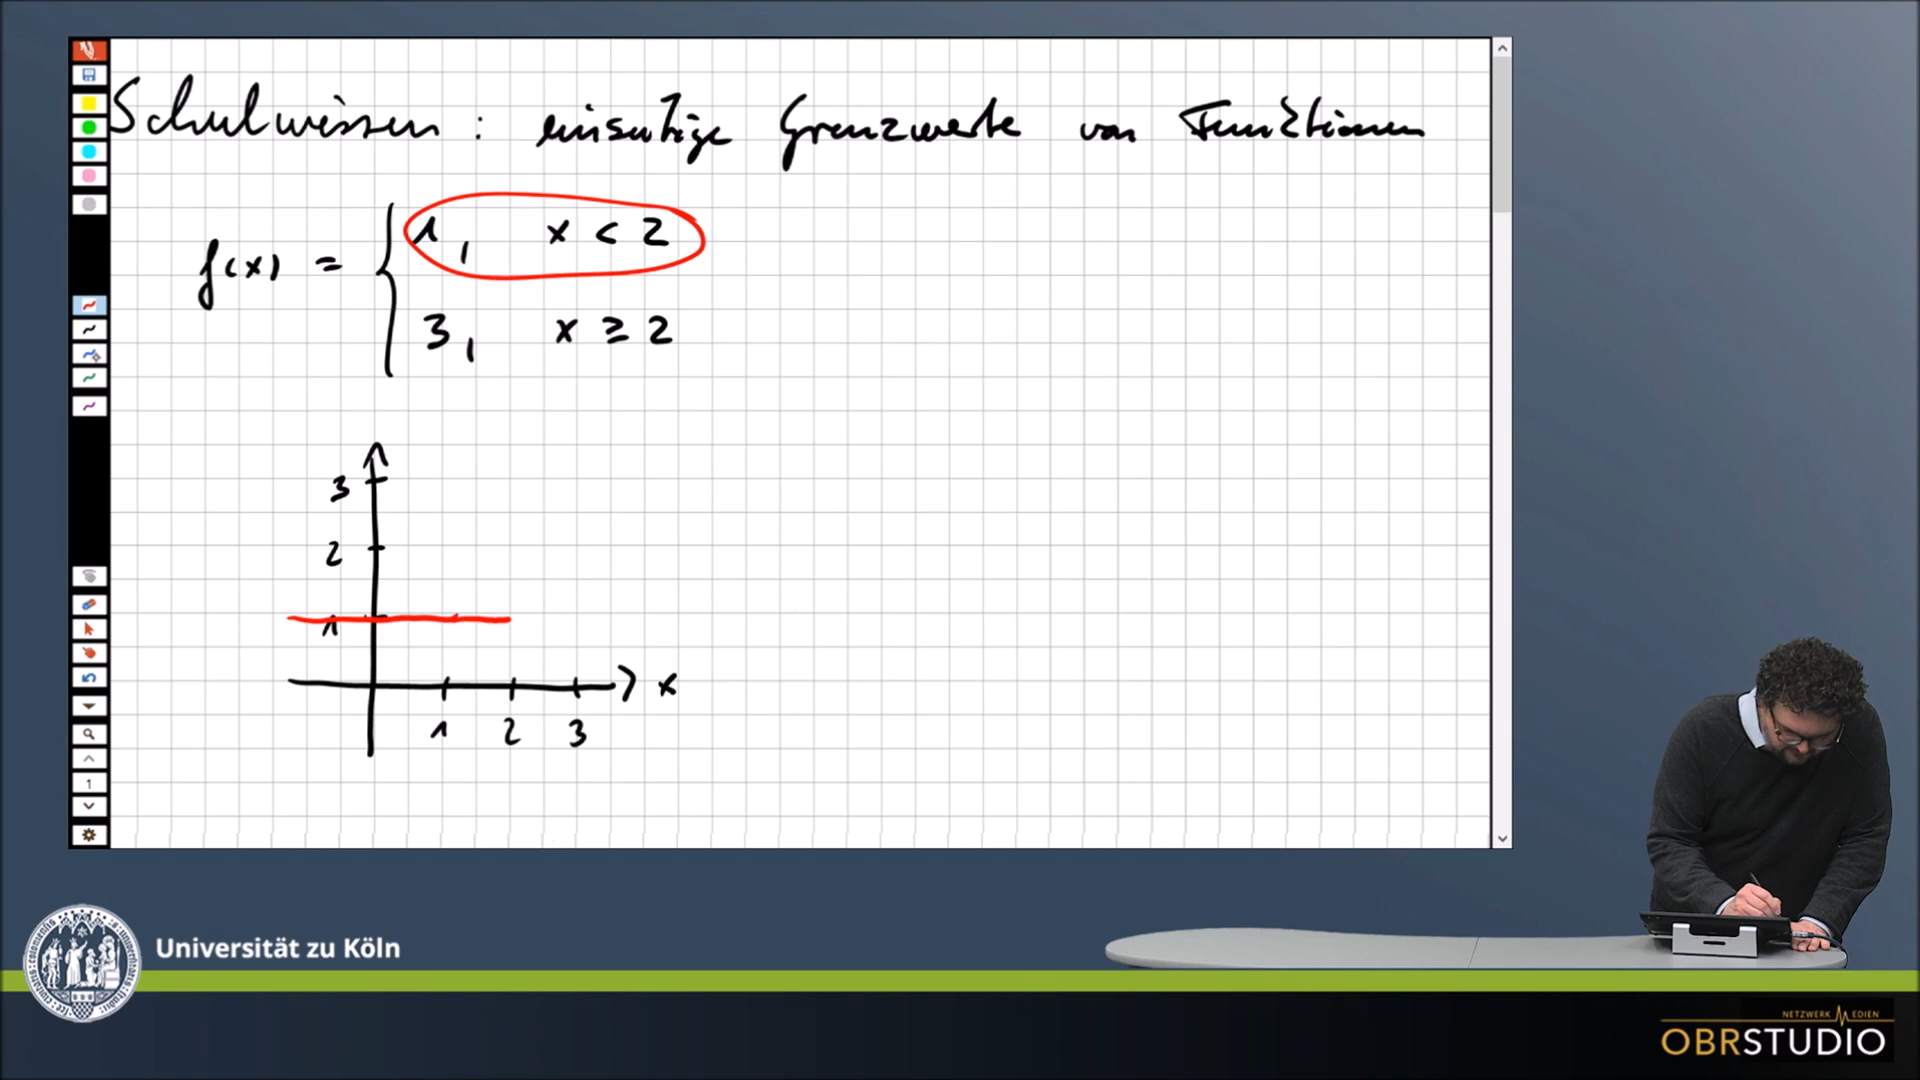 Schulwissen : einseitige Grenzwerte von Funktionen
f(x) = { 1, x < 2
3, x ≥ 2
3
2
1
x
1 2 3
1
Universität zu Köln
NETZWERK MEDIEN
OBRSTUDIO